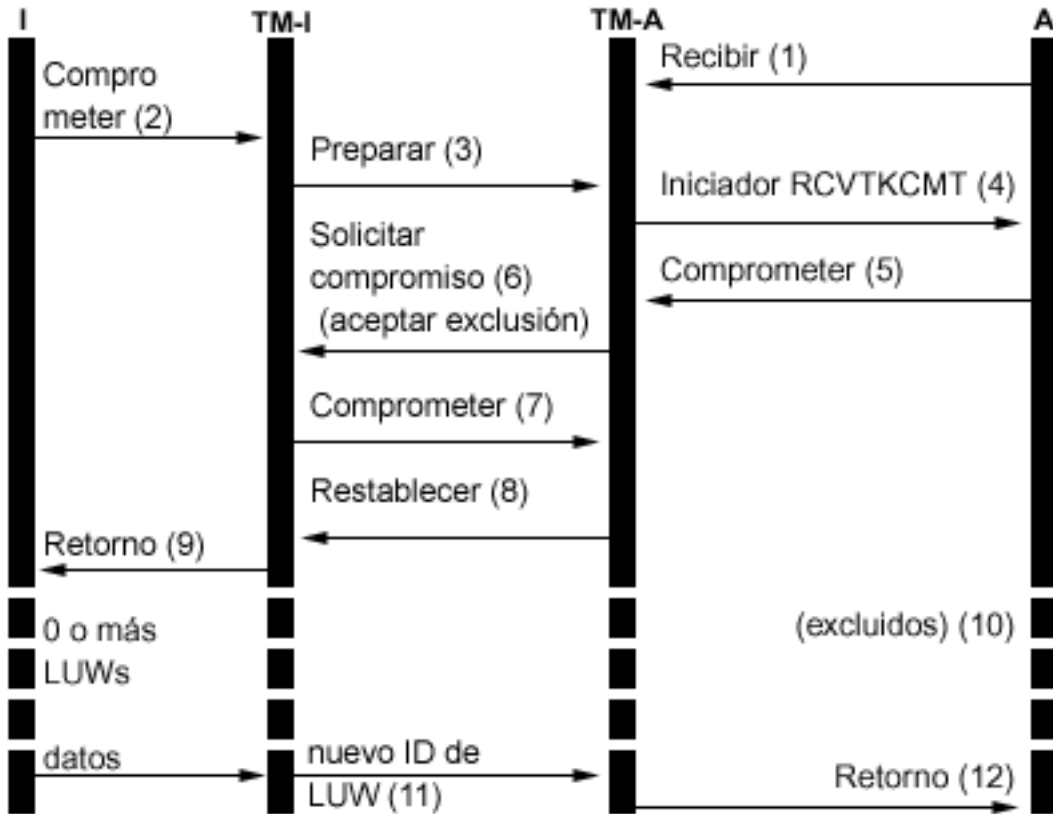 I TM-I TM-A A
Recibir (1)
Compro
meter (2)
Preparar (3)
Iniciador RCVTKCMT (4)
Solicitar
compromiso (6)
(aceptar exclusión)
Comprometer (5)
Comprometer (7)
Restablecer (8)
Retorno (9)
0 o más
LUWs
(excluidos) (10)
datos
nuevo ID de
LUW (11)
Retorno (12)